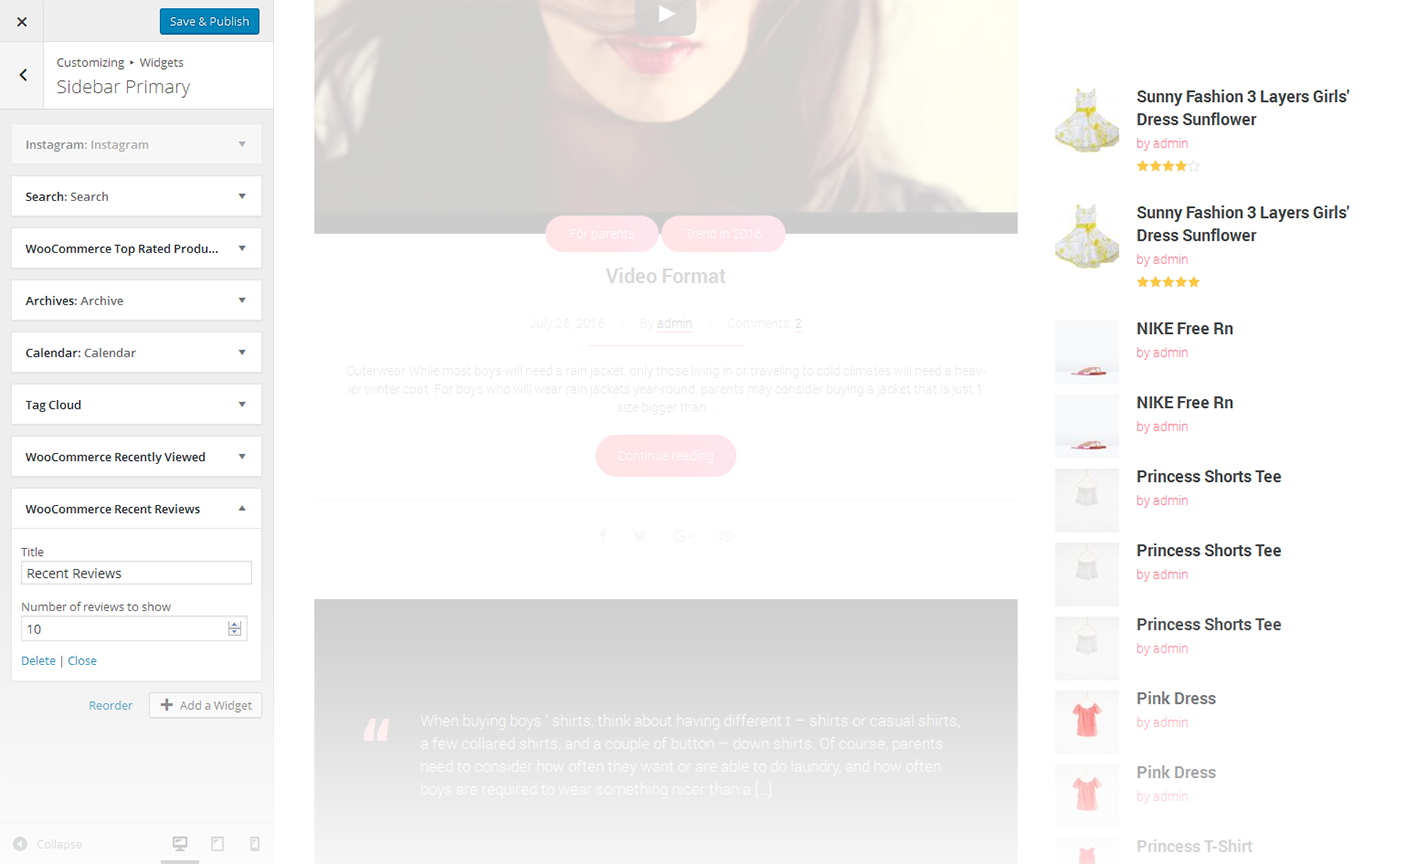 Save & Publish
Customizing ▸ Widgets
Sidebar Primary
Instagram: Instagram
Search: Search
WooCommerce Top Rated Produ...
Archives: Archive
Calendar: Calendar
Tag Cloud
WooCommerce Recently Viewed
WooCommerce Recent Reviews
Title
Recent Reviews
Number of reviews to show
10
Delete | Close
Reorder
Add a Widget
Collapse
For parents
Trend in 2016
Video Format
July 26, 2016
By admin
Comments: 2
Outerwear While most boys will need a rain jacket, only those living in or traveling to cold climates will need a heav-
ier winter coat. For boys who will wear rain jackets year-round, parents may consider buying a jacket that is just 1
size bigger than...
Continue reading
“
When buying boys ' shirts, think about having different t – shirts or casual shirts,
a few collared shirts, and a couple of button – down shirts. Of course, parents
need to consider how often they want or are able to do laundry, and how often
boys are required to wear something nicer than a [...]
Sunny Fashion 3 Layers Girls'
Dress Sunflower
by admin
Sunny Fashion 3 Layers Girls'
Dress Sunflower
by admin
NIKE Free Rn
by admin
NIKE Free Rn
by admin
Princess Shorts Tee
by admin
Princess Shorts Tee
by admin
Princess Shorts Tee
by admin
Pink Dress
by admin
Pink Dress
by admin
Princess T-Shirt